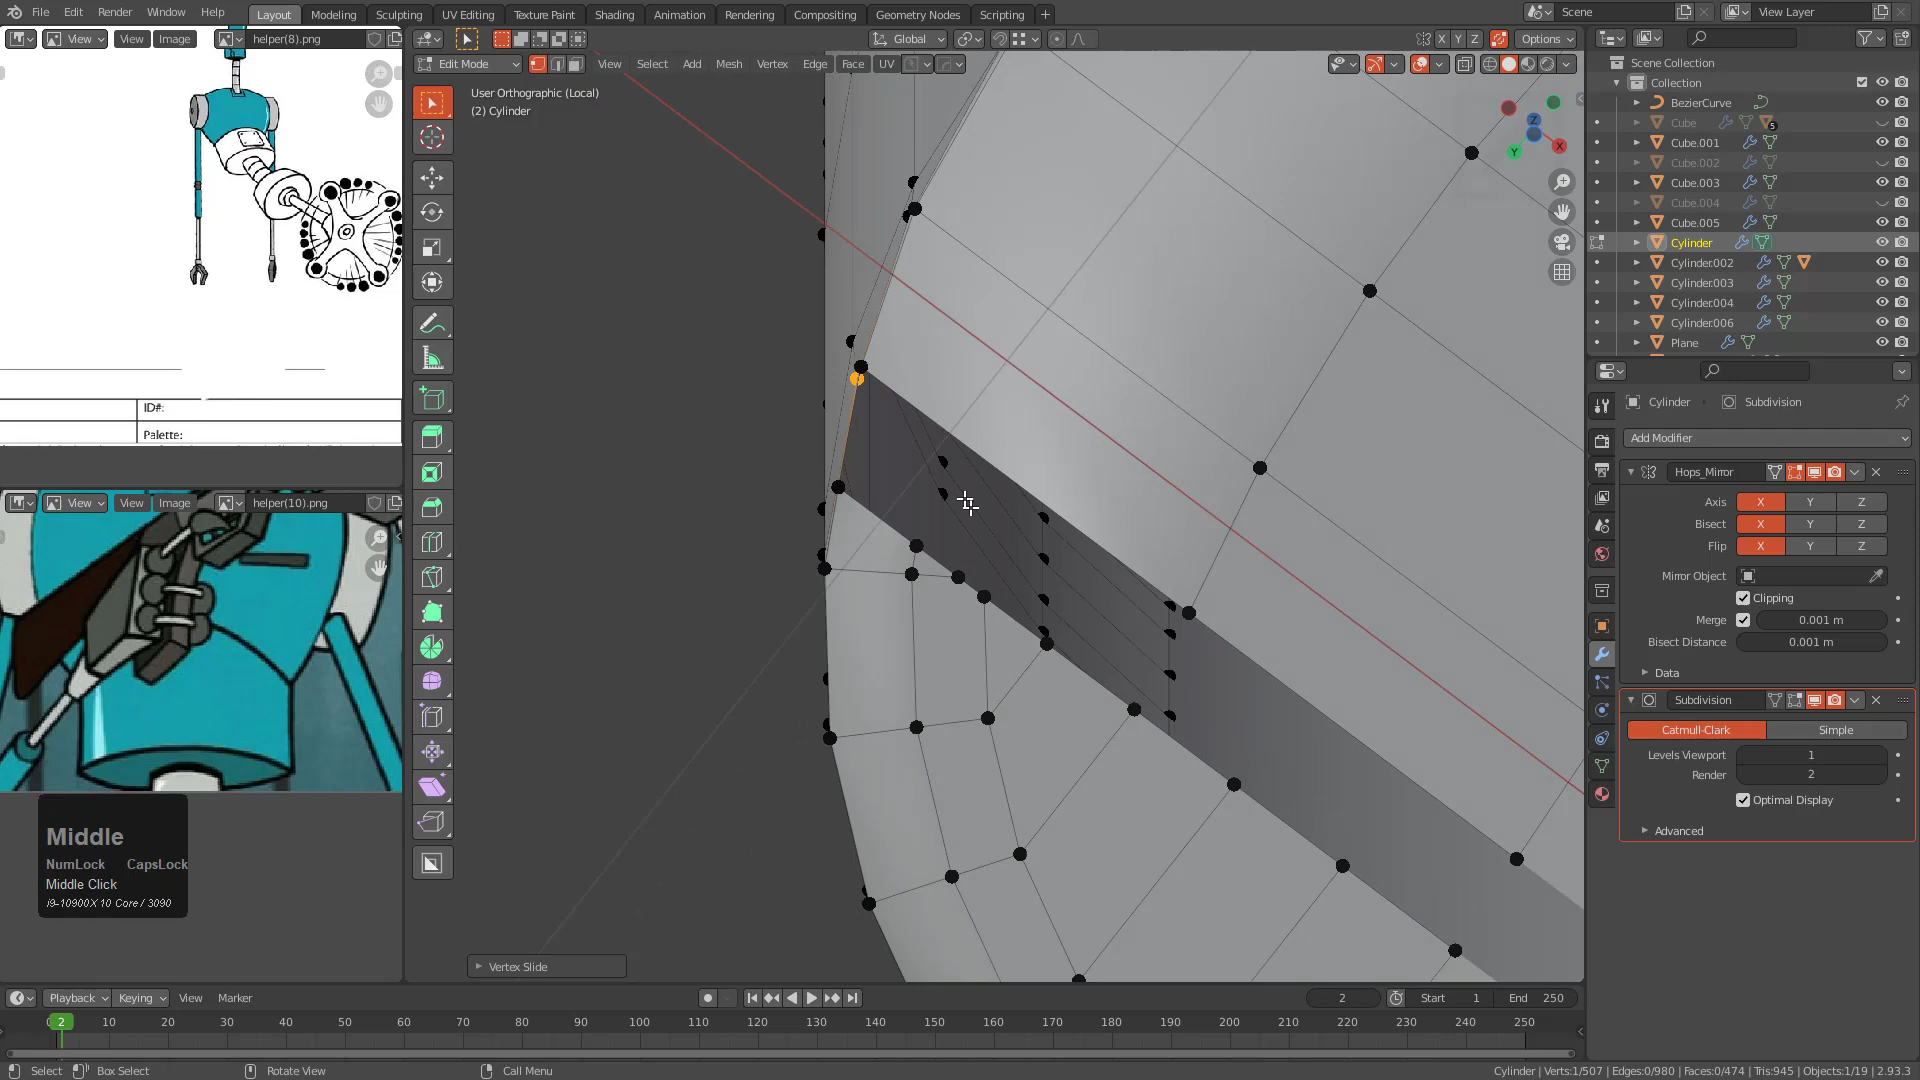 File Edit Render Window Help Layout Modeling Sculpting UV Editing Texture Paint Shading Animation Rendering Compositing Geometry Nodes Scripting + Scene View Layer
View View Image helper(8).png Global X Y Z Options
Edit Mode View Select Add Mesh Vertex Edge Face UV
User Orthographic (Local)
(2) Cylinder
Z
X
Y
Scene Collection
Collection
BezierCurve
Cube 5
Cube.001
Cube.002
Cube.003
Cube.004
Cube.005
Cylinder
Cylinder.002
Cylinder.003
Cylinder.004
Cylinder.006
Plane
Cylinder Subdivision
Add Modifier
Hops_Mirror
Axis X Y Z
Bisect X Y Z
Flip X Y Z
Mirror Object
Clipping
Merge 0.001 m
Bisect Distance 0.001 m
Data
Subdivision
Catmull-Clark Simple
Levels Viewport 1
Render 2
Optimal Display
Advanced
ID#:
Palette:
View View Image helper(10).png
Middle
NumLock CapsLock
Middle Click
i9-10900X 10 Core / 3090
Vertex Slide
Playback Keying View Marker 2 Start 1 End 250
2 10 20 30 40 50 60 70 80 90 100 110 120 130 140 150 160 170 180 190 200 210 220 230 240 250
Select Box Select Rotate View Call Menu Cylinder | Verts:1/507 | Edges:0/980 | Faces:0/474 | Tris:945 | Objects:1/19 | 2.93.3